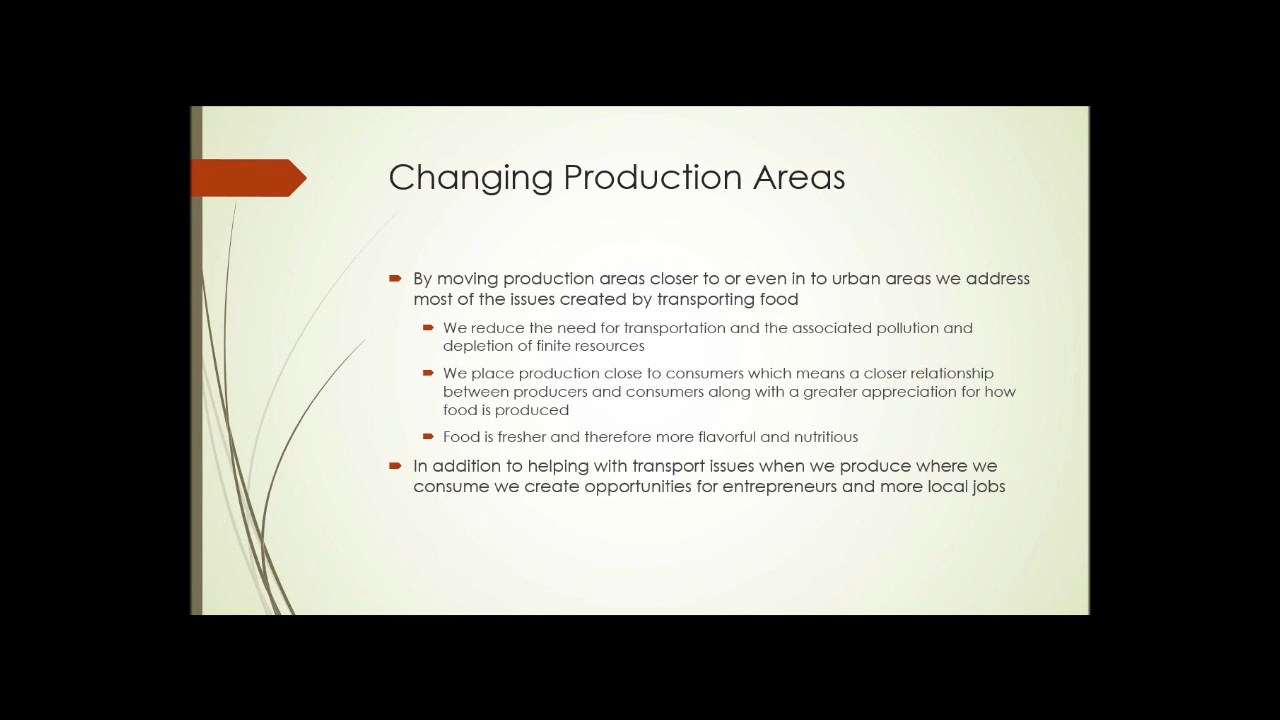 Changing Production Areas
By moving production areas closer to or even in to urban areas we address
most of the issues created by transporting food
We reduce the need for transportation and the associated pollution and
depletion of finite resources
We place production close to consumers which means a closer relationship
between producers and consumers along with a greater appreciation for how
food is produced
Food is fresher and therefore more flavorful and nutritious
In addition to helping with transport issues when we produce where we
consume we create opportunities for entrepreneurs and more local jobs